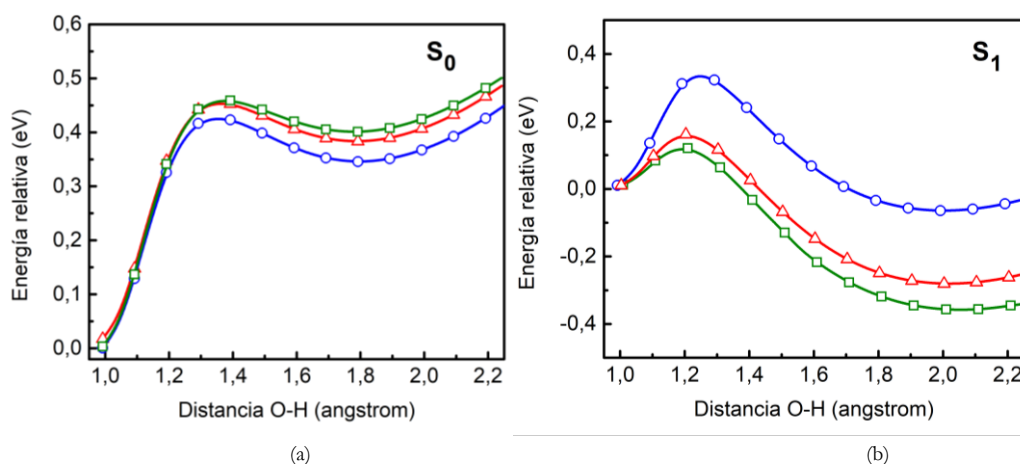 S0
Energía relativa (eV)
0,6
0,5
0,4
0,3
0,2
0,1
0,0
1,0 1,2 1,4 1,6 1,8 2,0 2,2
Distancia O-H (angstrom)
(a)
S1
Energía relativa (eV)
0,4
0,2
0,0
-0,2
-0,4
1,0 1,2 1,4 1,6 1,8 2,0 2,2
Distancia O-H (angstrom)
(b)